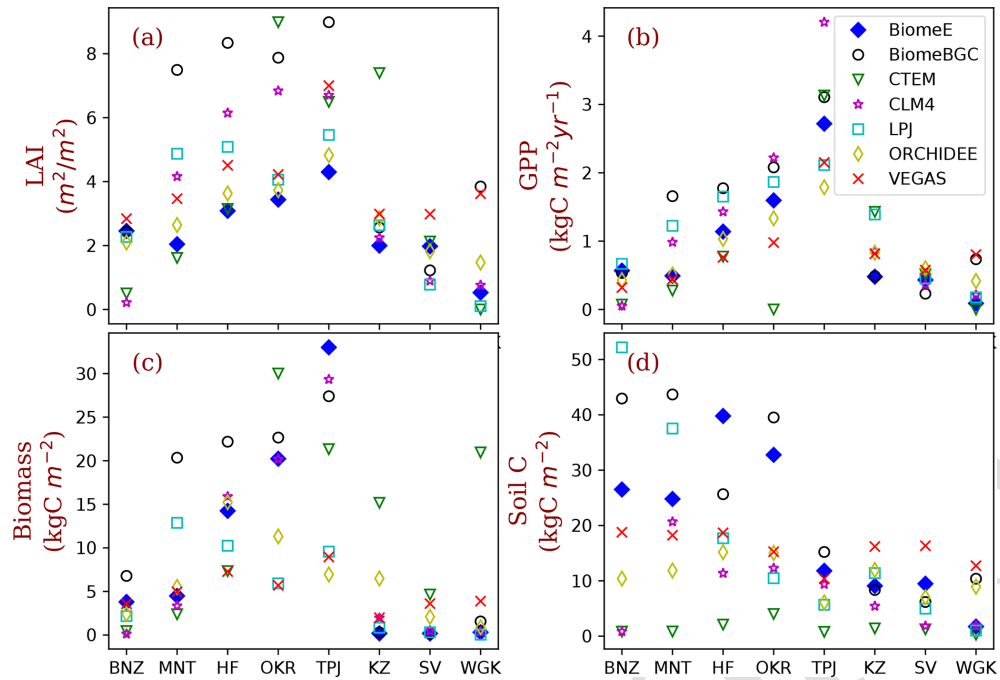 (a)
8
6
4
2
0
LAI
(m²/m²)
(b)
4
3
2
1
0
GPP
(kgC m⁻²yr⁻¹)
BiomeE
BiomeBGC
CTEM
CLM4
LPJ
ORCHIDEE
VEGAS
(c)
30
25
20
15
10
5
0
Biomass
(kgC m⁻²)
BNZ MNT HF OKR TPJ KZ SV WGK
(d)
50
40
30
20
10
0
Soil C
(kgC m⁻²)
BNZ MNT HF OKR TPJ KZ SV WGK